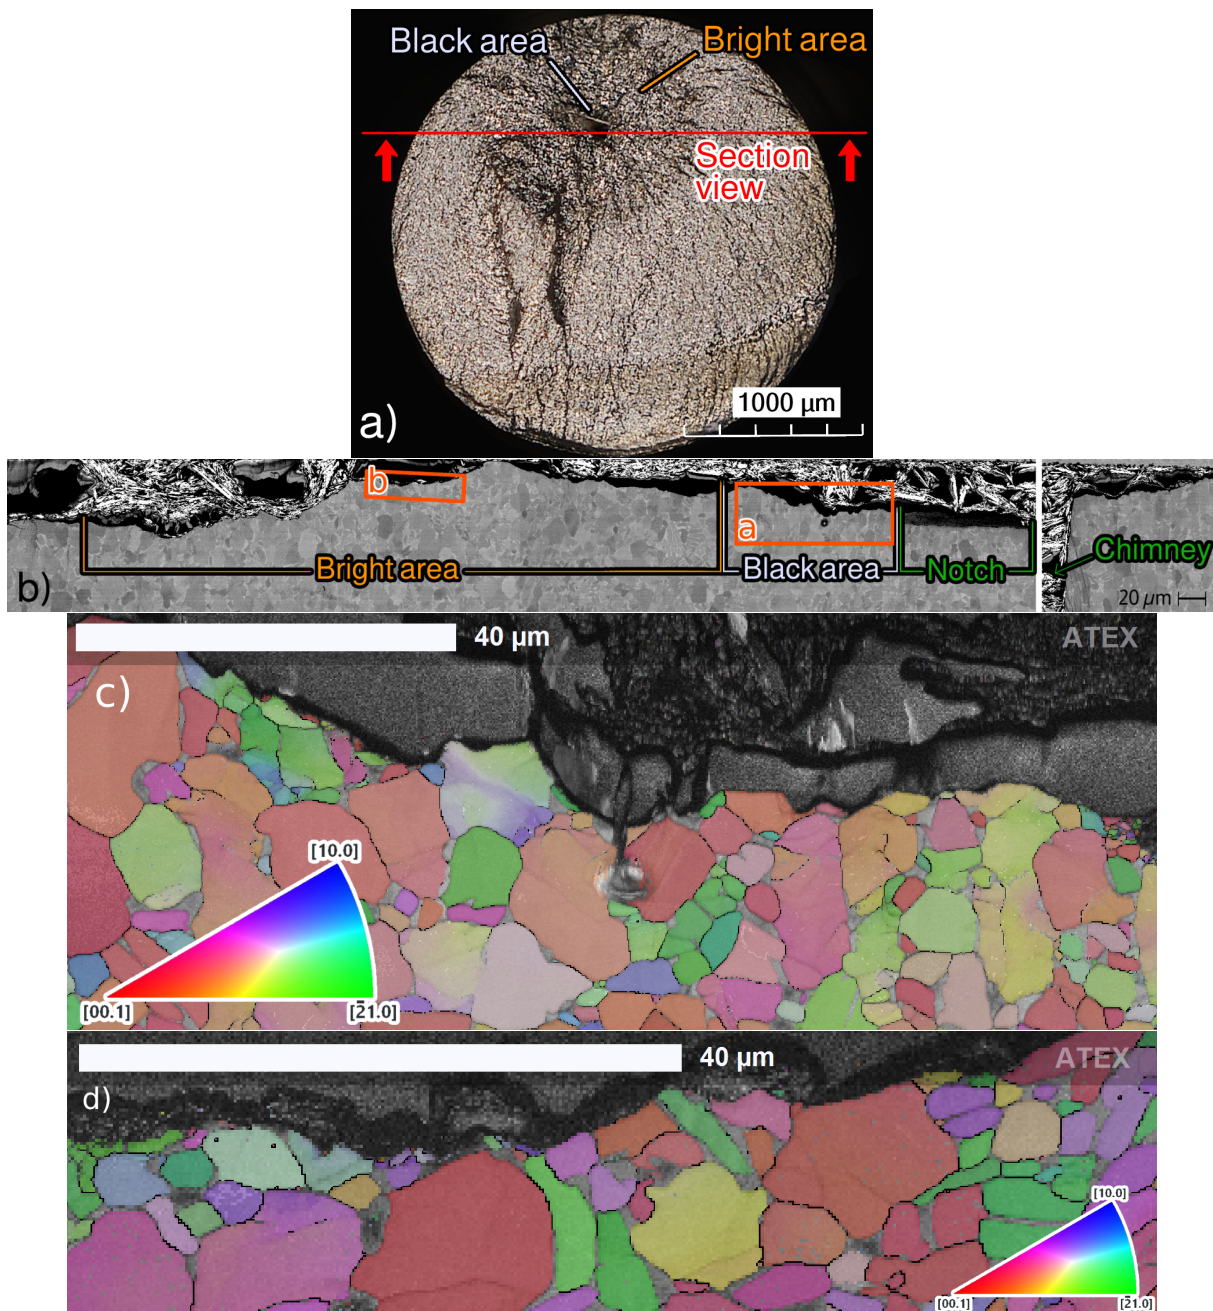 Black area
Bright area
Section
view
1000 µm
a)
b
a
Bright area
Black area
Notch
Chimney
b)
20 µm
40 µm
ATEX
c)
[10.0]
[00.1]
[2̄1.0]
40 µm
ATEX
d)
[10.0]
[00.1]
[2̄1.0]